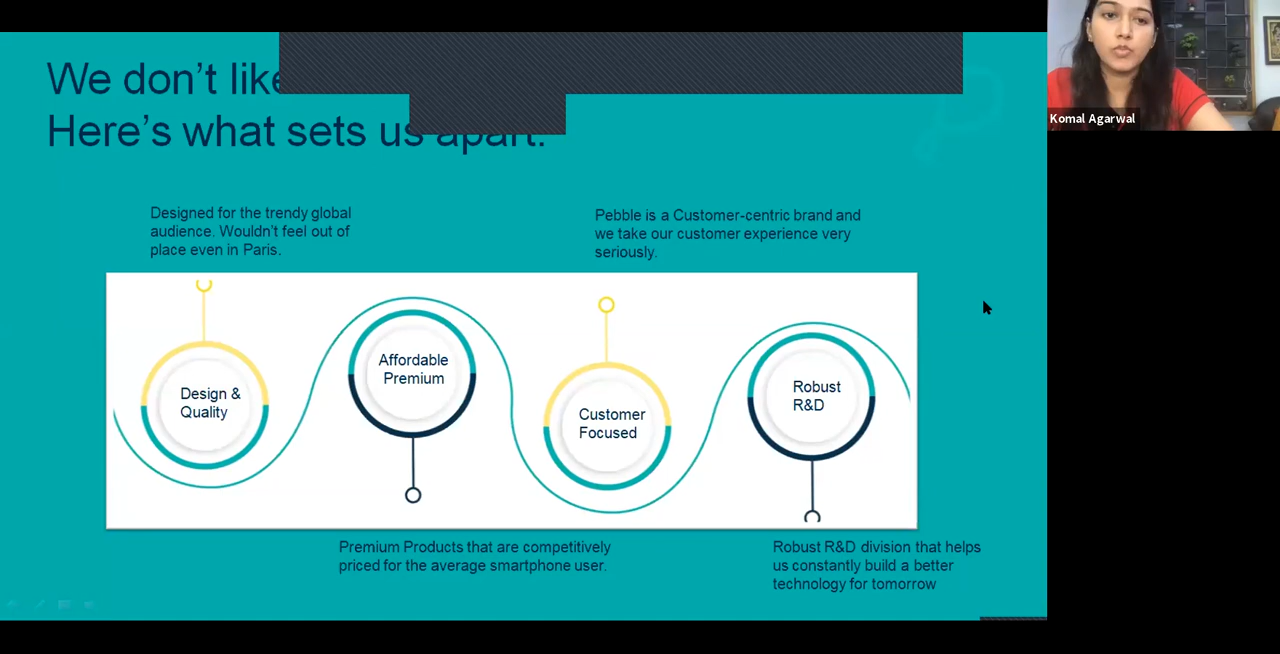 We don't like
Here's what sets us apart.
Designed for the trendy global
audience. Wouldn't feel out of
place even in Paris.
Pebble is a Customer-centric brand and
we take our customer experience very
seriously.
Design &
Quality
Affordable
Premium
Customer
Focused
Robust
R&D
Premium Products that are competitively
priced for the average smartphone user.
Robust R&D division that helps
us constantly build a better
technology for tomorrow
Komal Agarwal